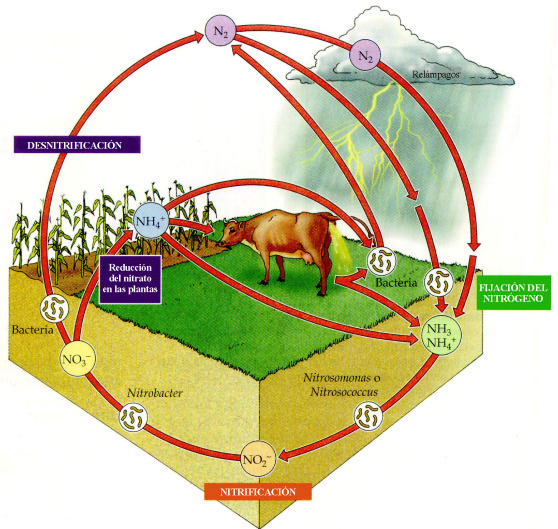 N₂
N₂
Relámpagos
DESNITRIFICACIÓN
NH₄⁺
Reducción
del nitrato
en las plantas
Bacteria
FIJACIÓN DEL
NITRÓGENO
Bacteria
NH₃
NH₄⁺
NO₃⁻
Nitrobacter
Nitrosomonas o
Nitrosococcus
NO₂⁻
NITRIFICACIÓN